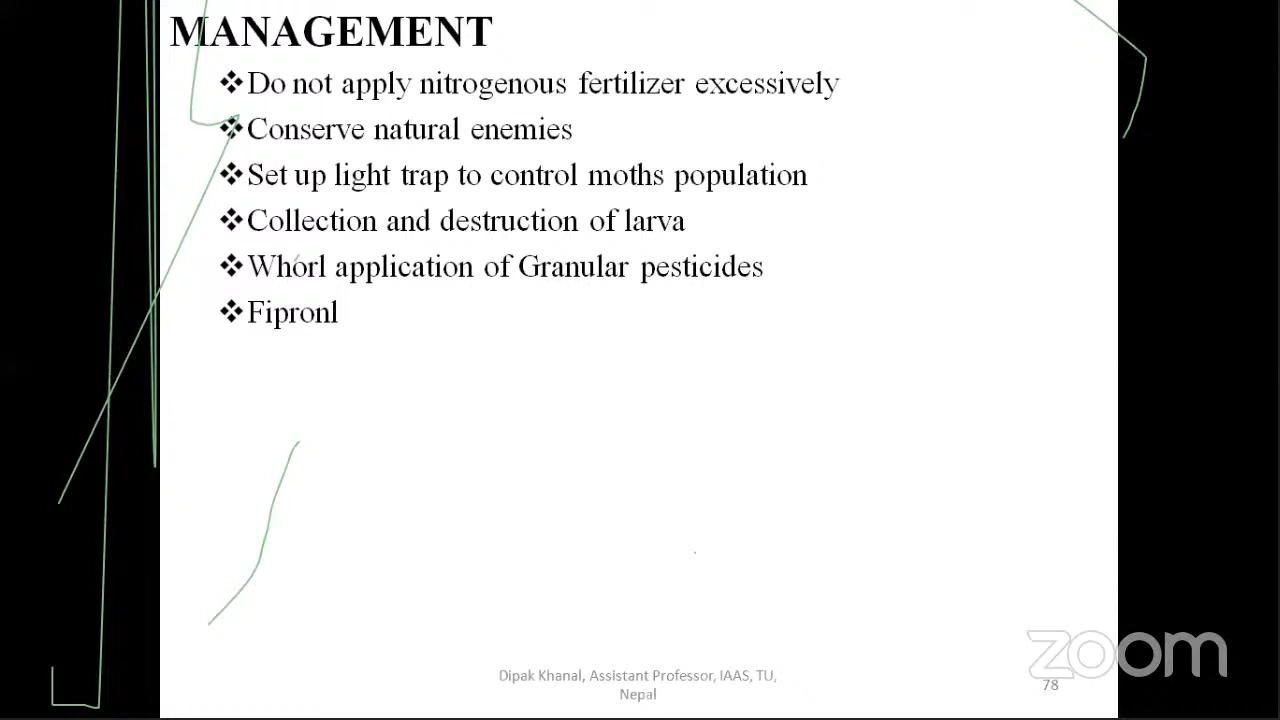 MANAGEMENT
❖Do not apply nitrogenous fertilizer excessively
❖Conserve natural enemies
❖Set up light trap to control moths population
❖Collection and destruction of larva
❖Whorl application of Granular pesticides
❖Fipronl
Dipak Khanal, Assistant Professor, IAAS, TU,
Nepal
zoom
78